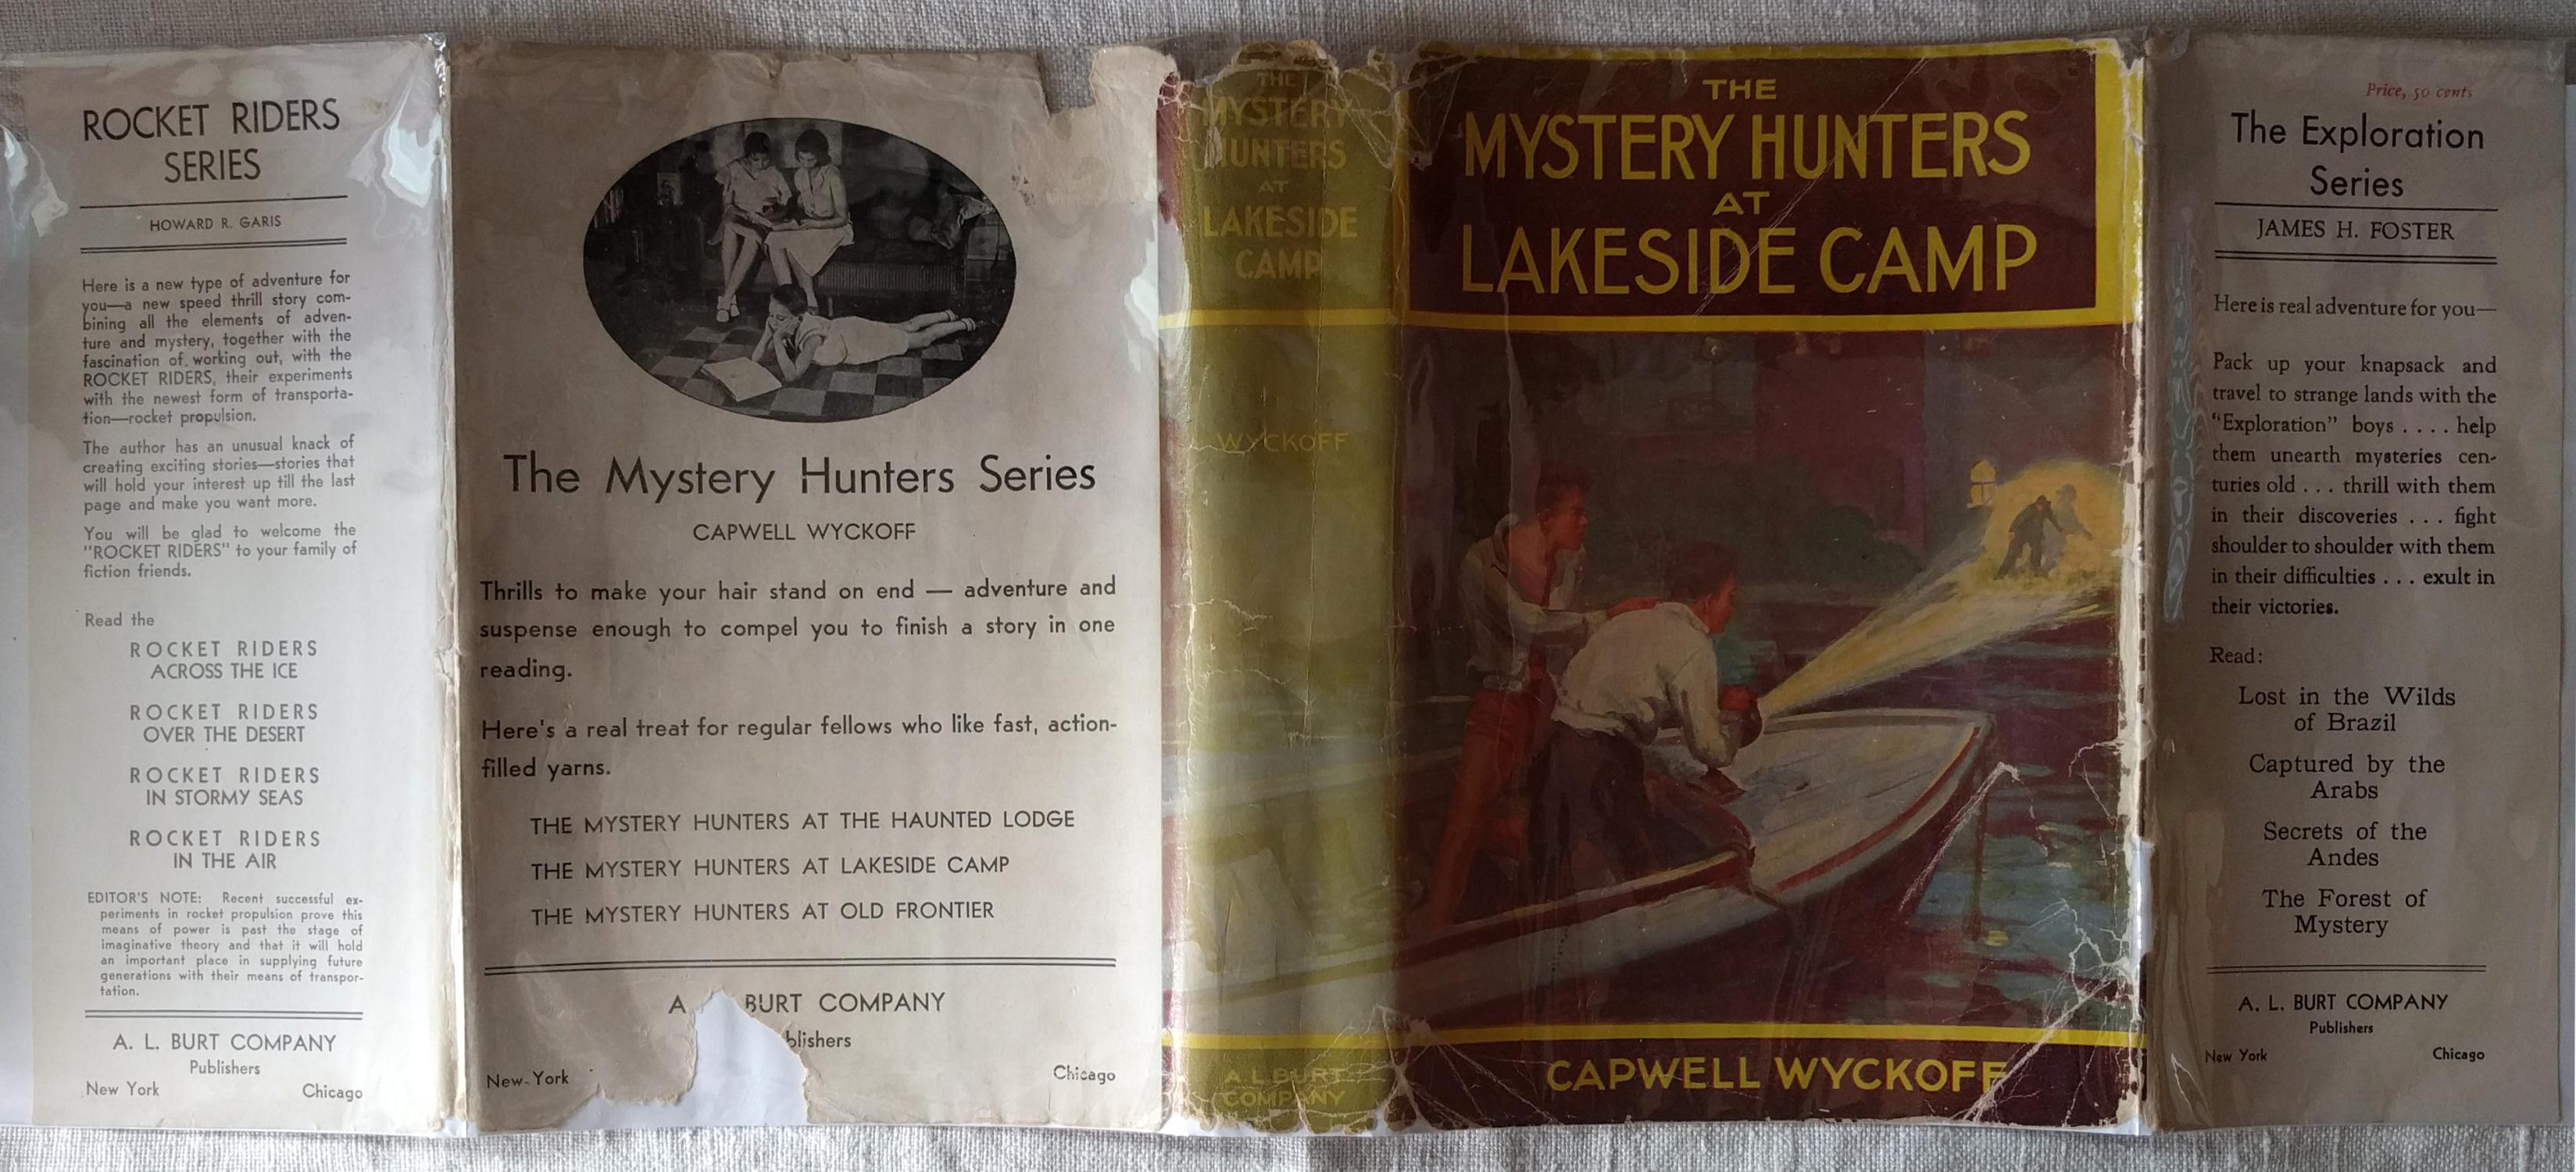 ROCKET RIDERS
SERIES
HOWARD R. GARIS
Here is a new type of adventure for
you—a new speed thrill story com-
bining all the elements of adven-
ture and mystery, together with the
fascination of working out, with the
ROCKET RIDERS, their experiments
with the newest form of transporta-
tion—rocket propulsion.
The author has an unusual knack of
creating exciting stories—stories that
will hold your interest up till the last
page and make you want more.
You will be glad to welcome the
"ROCKET RIDERS" to your family of
fiction friends.
Read the
ROCKET RIDERS
ACROSS THE ICE
ROCKET RIDERS
OVER THE DESERT
ROCKET RIDERS
IN STORMY SEAS
ROCKET RIDERS
IN THE AIR
EDITOR'S NOTE: Recent successful ex-
periments in rocket propulsion prove this
means of power is past the stage of
imaginative theory and that it will hold
an important place in supplying future
generations with their means of transpor-
tation.
A. L. BURT COMPANY
Publishers
New York Chicago
The Mystery Hunters Series
CAPWELL WYCKOFF
Thrills to make your hair stand on end — adventure and
suspense enough to compel you to finish a story in one
reading.
Here's a real treat for regular fellows who like fast, action-
filled yarns.
THE MYSTERY HUNTERS AT THE HAUNTED LODGE
THE MYSTERY HUNTERS AT LAKESIDE CAMP
THE MYSTERY HUNTERS AT OLD FRONTIER
A BURT COMPANY
blishers
New York Chicago
THE
MYSTERY
HUNTERS
AT
LAKESIDE
CAMP
WYCKOFF
A L BURT
COMPANY
THE
MYSTERY HUNTERS
AT
LAKESIDE CAMP
CAPWELL WYCKOFF
Price, 50 cents
The Exploration
Series
JAMES H. FOSTER
Here is real adventure for you—
Pack up your knapsack and
travel to strange lands with the
"Exploration" boys . . . . help
them unearth mysteries cen-
turies old . . . thrill with them
in their discoveries . . . fight
shoulder to shoulder with them
in their difficulties . . . exult in
their victories.
Read:
Lost in the Wilds
of Brazil
Captured by the
Arabs
Secrets of the
Andes
The Forest of
Mystery
A. L. BURT COMPANY
Publishers
New York Chicago